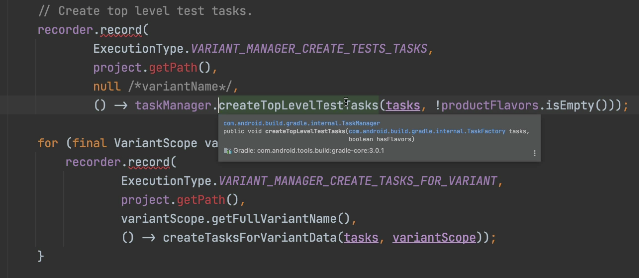 // Create top level test tasks.
recorder.record(
ExecutionType.VARIANT_MANAGER_CREATE_TESTS_TASKS,
project.getPath(),
null /*variantName*/,
() -> taskManager.createTopLevelTestTasks(tasks, !productFlavors.isEmpty()));
com.android.build.gradle.internal.TaskManager
public void createTopLevelTestTasks(com.android.build.gradle.internal.TaskFactory tasks,
boolean hasFlavors)
Gradle: com.android.tools.build:gradle-core:3.0.1
for (final VariantScope va
recorder.record(
ExecutionType.VARIANT_MANAGER_CREATE_TASKS_FOR_VARIANT,
project.getPath(),
variantScope.getFullVariantName(),
() -> createTasksForVariantData(tasks, variantScope));
}